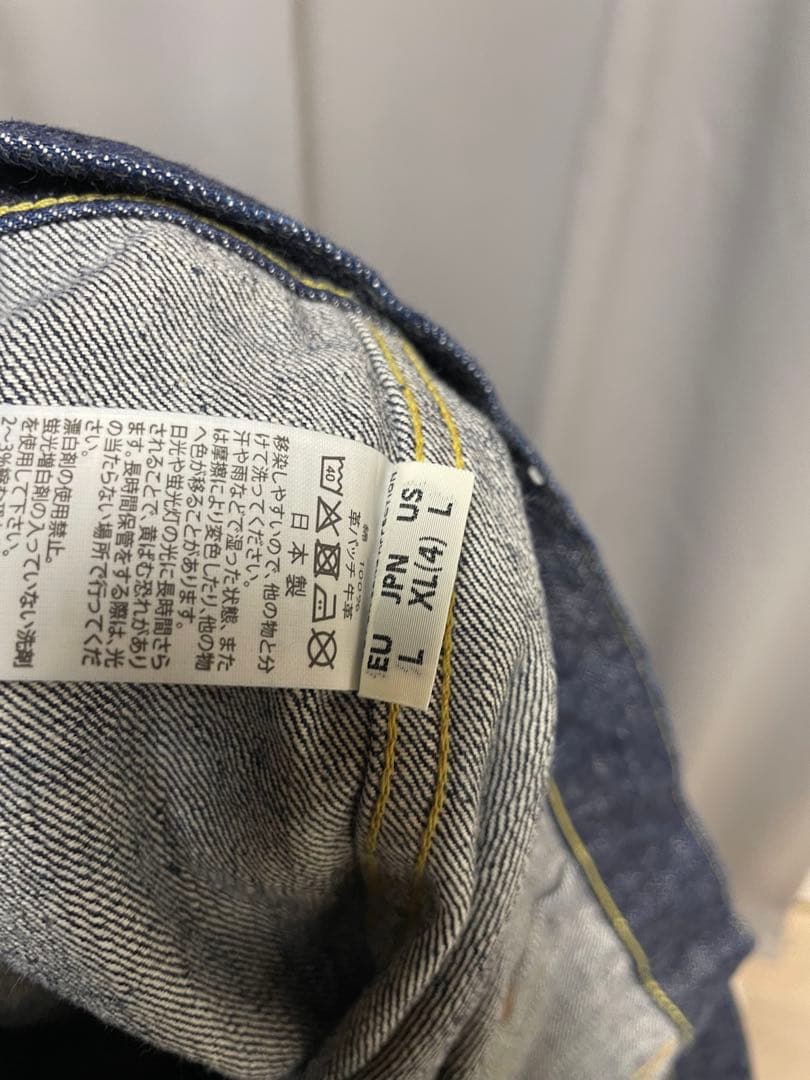 EU JPN US
L XL(4) L
綿 100%
革パッチ 牛革
40
日本製
移染しやすいので、他の物と分
けて洗ってください。
汗や雨などで湿った状態、また
は摩擦により変色したり、他の物
へ色が移ることがあります。
日光や蛍光灯の光に長時間さら
されることで、黄ばむ恐れがあり
ます。長時間保管をする際は、光
の当たらない場所で行ってくだ
さい。
漂白剤の使用禁止。
蛍光増白剤の入っていない洗剤
を使用して下さい。
2~3%